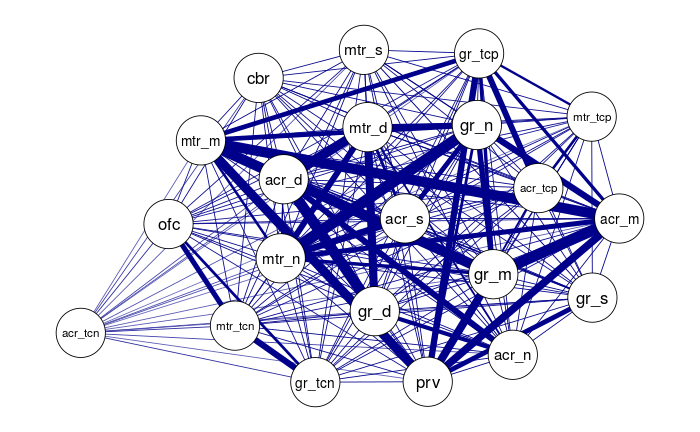 mtr_s
gr_tcp
cbr
mtr_tcp
mtr_d
gr_n
mtr_m
acr_d
acr_tcp
acr_s
acr_m
ofc
mtr_n
gr_m
gr_s
gr_d
mtr_tcn
acr_tcn
acr_n
gr_tcn
prv